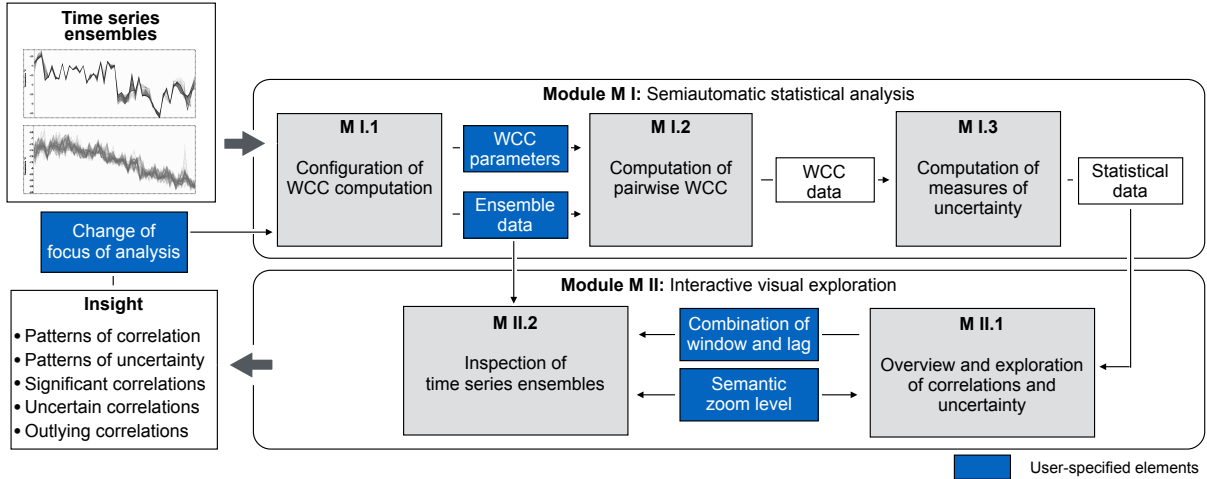 Time series
ensembles
Module M I: Semiautomatic statistical analysis
M I.1
Configuration of
WCC computation
WCC
parameters
Ensemble
data
M I.2
Computation of
pairwise WCC
WCC
data
M I.3
Computation of
measures of
uncertainty
Statistical
data
Change of
focus of analysis
Module M II: Interactive visual exploration
M II.2
Inspection of
time series ensembles
Combination of
window and lag
Semantic
zoom level
M II.1
Overview and exploration
of correlations and
uncertainty
Insight
• Patterns of correlation
• Patterns of uncertainty
• Significant correlations
• Uncertain correlations
• Outlying correlations
User-specified elements